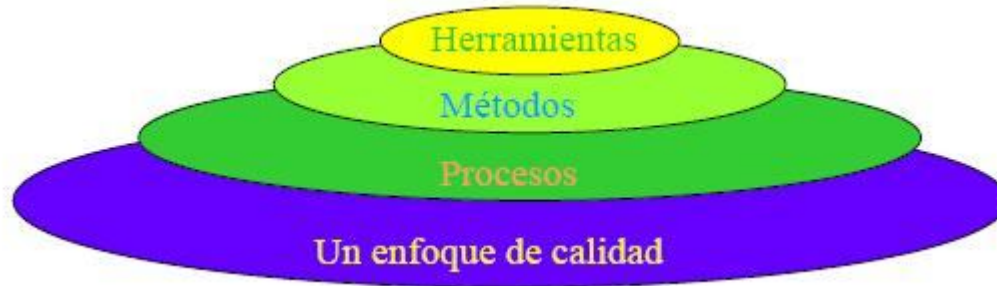 Herramientas
Métodos
Procesos
Un enfoque de calidad